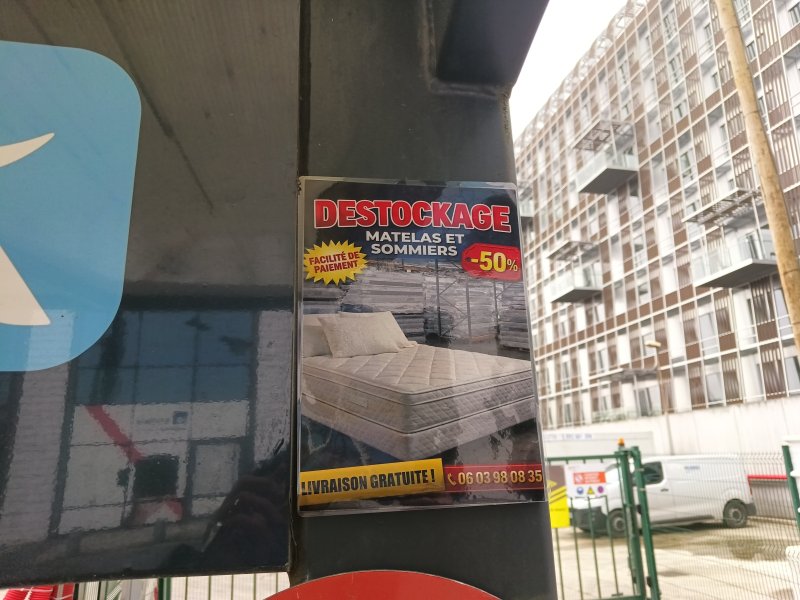 DESTOCKAGE
MATELAS ET
SOMMIERS
-50%
FACILITÉ DE
PAIEMENT
LIVRAISON GRATUITE !
06 03 98 08 35